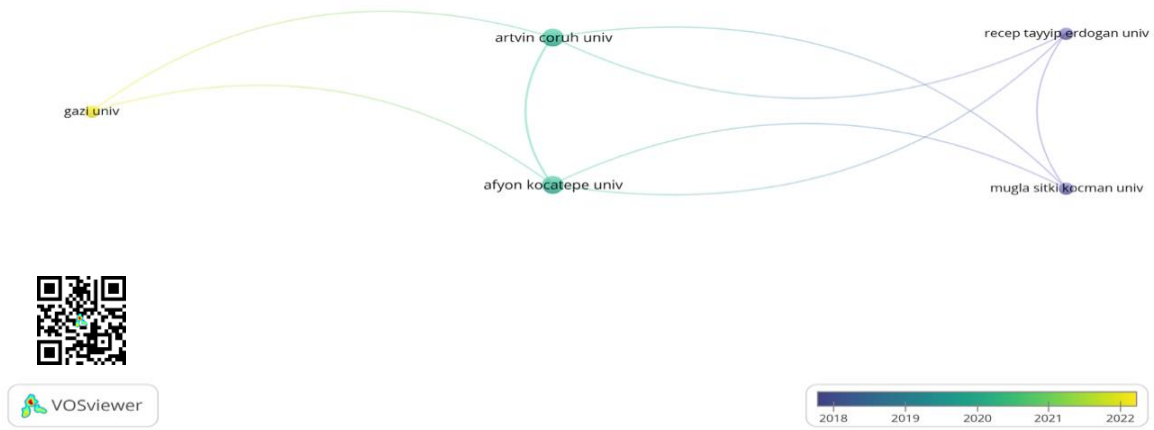 artvin coruh univ
recep tayyip erdogan univ
gazi univ
afyon kocatepe univ
mugla sitki kocman univ
VOSviewer
2018 2019 2020 2021 2022